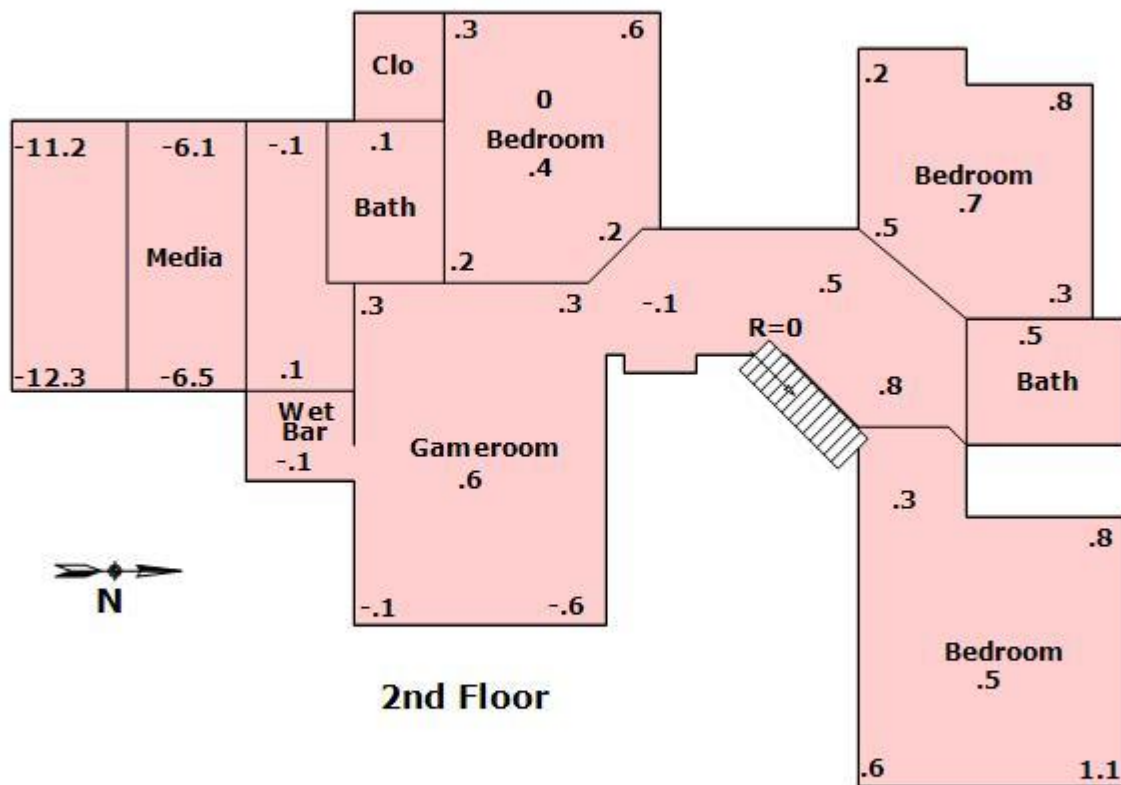 .3 .6
Clo
0
Bedroom
.4
.2
.8
Bedroom
.7
-11.2 -6.1 -.1 .1
Bath
Media
.2 .2
.5
.3
.3 .3 -.1 .5
R=0
.5
Bath
-12.3 -6.5 .1
.8
Wet
Bar
-.1
Gameroom
.6
.3
.8
N
-.1 -.6
Bedroom
.5
2nd Floor
.6 1.1